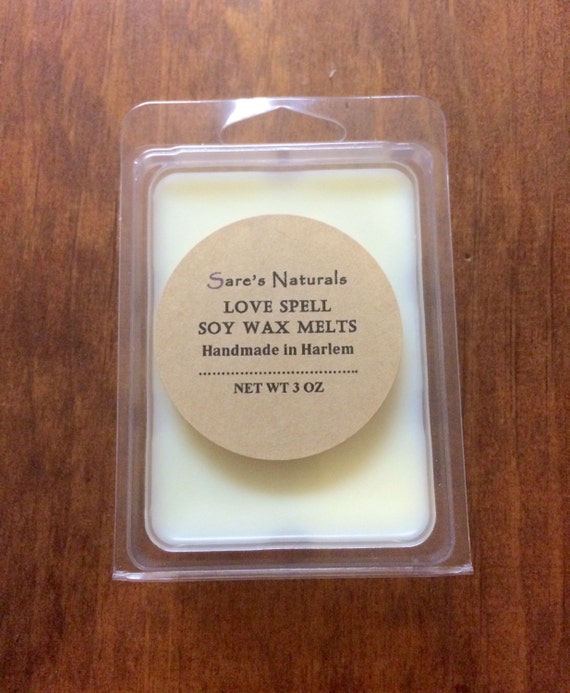 Sare's Naturals
LOVE SPELL
SOY WAX MELTS
Handmade in Harlem
.....................................
NET WT 3 OZ